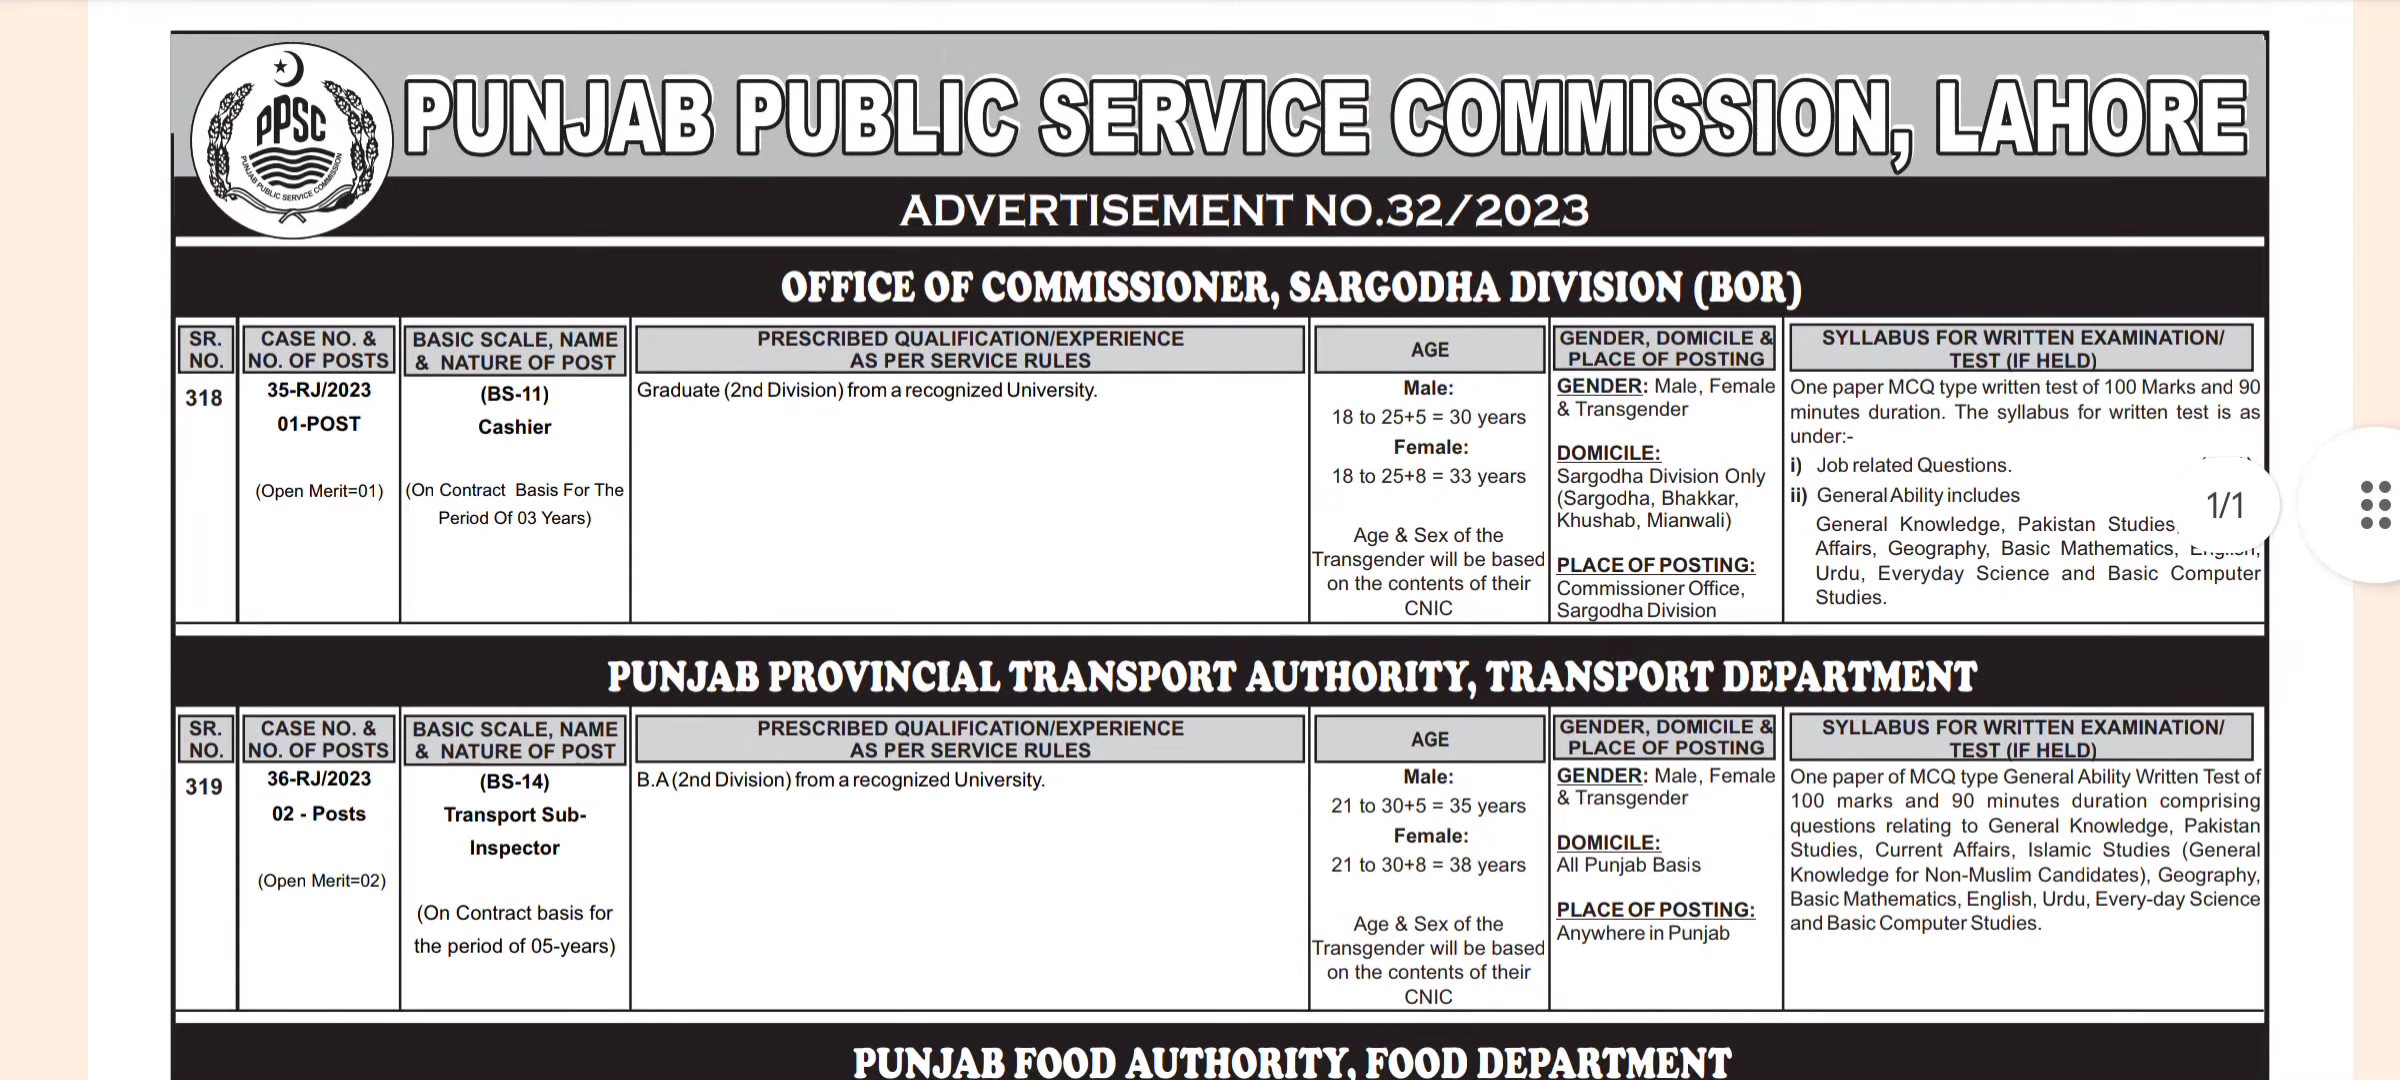 PPSC
PUNJAB PUBLIC SERVICE COMMISSION
PUNJAB PUBLIC SERVICE COMMISSION, LAHORE
ADVERTISEMENT NO.32/2023
OFFICE OF COMMISSIONER, SARGODHA DIVISION (BOR)
SR.
NO.
CASE NO. &
NO. OF POSTS
BASIC SCALE, NAME
& NATURE OF POST
PRESCRIBED QUALIFICATION/EXPERIENCE
AS PER SERVICE RULES
AGE
GENDER, DOMICILE &
PLACE OF POSTING
SYLLABUS FOR WRITTEN EXAMINATION/
TEST (IF HELD)
318
35-RJ/2023
01-POST
(Open Merit=01)
(BS-11)
Cashier
(On Contract Basis For The
Period Of 03 Years)
Graduate (2nd Division) from a recognized University.
Male:
18 to 25+5 = 30 years
Female:
18 to 25+8 = 33 years
Age & Sex of the
Transgender will be based
on the contents of their
CNIC
GENDER: Male, Female
& Transgender
DOMICILE:
Sargodha Division Only
(Sargodha, Bhakkar,
Khushab, Mianwali)
PLACE OF POSTING:
Commissioner Office,
Sargodha Division
One paper MCQ type written test of 100 Marks and 90
minutes duration. The syllabus for written test is as
under:-
i) Job related Questions.
ii) General Ability includes
General Knowledge, Pakistan Studies,
Affairs, Geography, Basic Mathematics,
Urdu, Everyday Science and Basic Computer
Studies.
1/1
PUNJAB PROVINCIAL TRANSPORT AUTHORITY, TRANSPORT DEPARTMENT
SR.
NO.
CASE NO. &
NO. OF POSTS
BASIC SCALE, NAME
& NATURE OF POST
PRESCRIBED QUALIFICATION/EXPERIENCE
AS PER SERVICE RULES
AGE
GENDER, DOMICILE &
PLACE OF POSTING
SYLLABUS FOR WRITTEN EXAMINATION/
TEST (IF HELD)
319
36-RJ/2023
02 - Posts
(Open Merit=02)
(BS-14)
Transport Sub-
Inspector
(On Contract basis for
the period of 05-years)
B.A (2nd Division) from a recognized University.
Male:
21 to 30+5 = 35 years
Female:
21 to 30+8 = 38 years
Age & Sex of the
Transgender will be based
on the contents of their
CNIC
GENDER: Male, Female
& Transgender
DOMICILE:
All Punjab Basis
PLACE OF POSTING:
Anywhere in Punjab
One paper of MCQ type General Ability Written Test of
100 marks and 90 minutes duration comprising
questions relating to General Knowledge, Pakistan
Studies, Current Affairs, Islamic Studies (General
Knowledge for Non-Muslim Candidates), Geography,
Basic Mathematics, English, Urdu, Every-day Science
and Basic Computer Studies.
PUNJAB FOOD AUTHORITY, FOOD DEPARTMENT